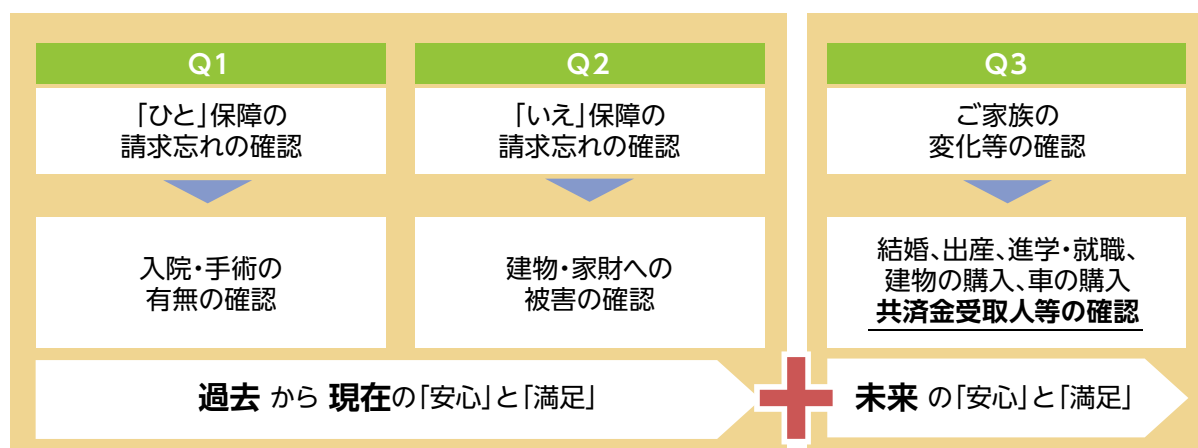 Q1
「ひと」保障の
請求忘れの確認
入院・手術の
有無の確認
Q2
「いえ」保障の
請求忘れの確認
建物・家財への
被害の確認
過去 から 現在の「安心」と「満足」
Q3
ご家族の
変化等の確認
結婚、出産、進学・就職、
建物の購入、車の購入
共済金受取人等の確認
未来 の「安心」と「満足」